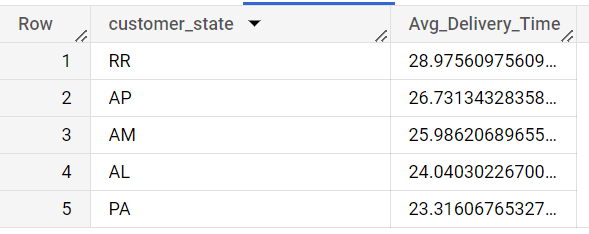 Row customer_state Avg_Delivery_Time
1 RR 28.97560975609...
2 AP 26.73134328358...
3 AM 25.98620689655...
4 AL 24.04030226700...
5 PA 23.31606765327...